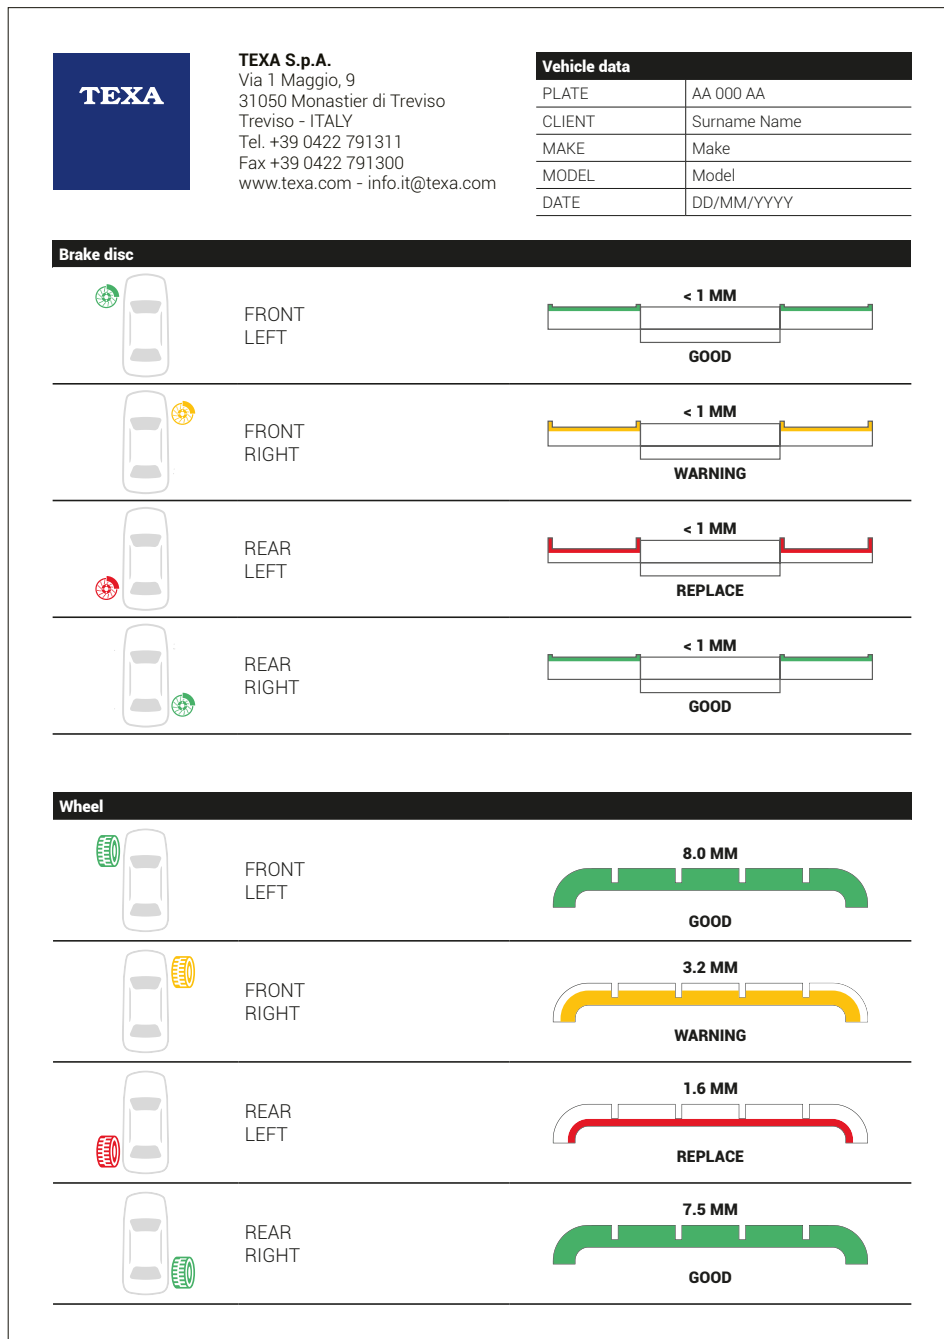 TEXA
TEXA S.p.A.
Via 1 Maggio, 9
31050 Monastier di Treviso
Treviso - ITALY
Tel. +39 0422 791311
Fax +39 0422 791300
www.texa.com - info.it@texa.com
Vehicle data
PLATE AA 000 AA
CLIENT Surname Name
MAKE Make
MODEL Model
DATE DD/MM/YYYY
Brake disc
FRONT
LEFT
< 1 MM
GOOD
FRONT
RIGHT
< 1 MM
WARNING
REAR
LEFT
< 1 MM
REPLACE
REAR
RIGHT
< 1 MM
GOOD
Wheel
FRONT
LEFT
8.0 MM
GOOD
FRONT
RIGHT
3.2 MM
WARNING
REAR
LEFT
1.6 MM
REPLACE
REAR
RIGHT
7.5 MM
GOOD